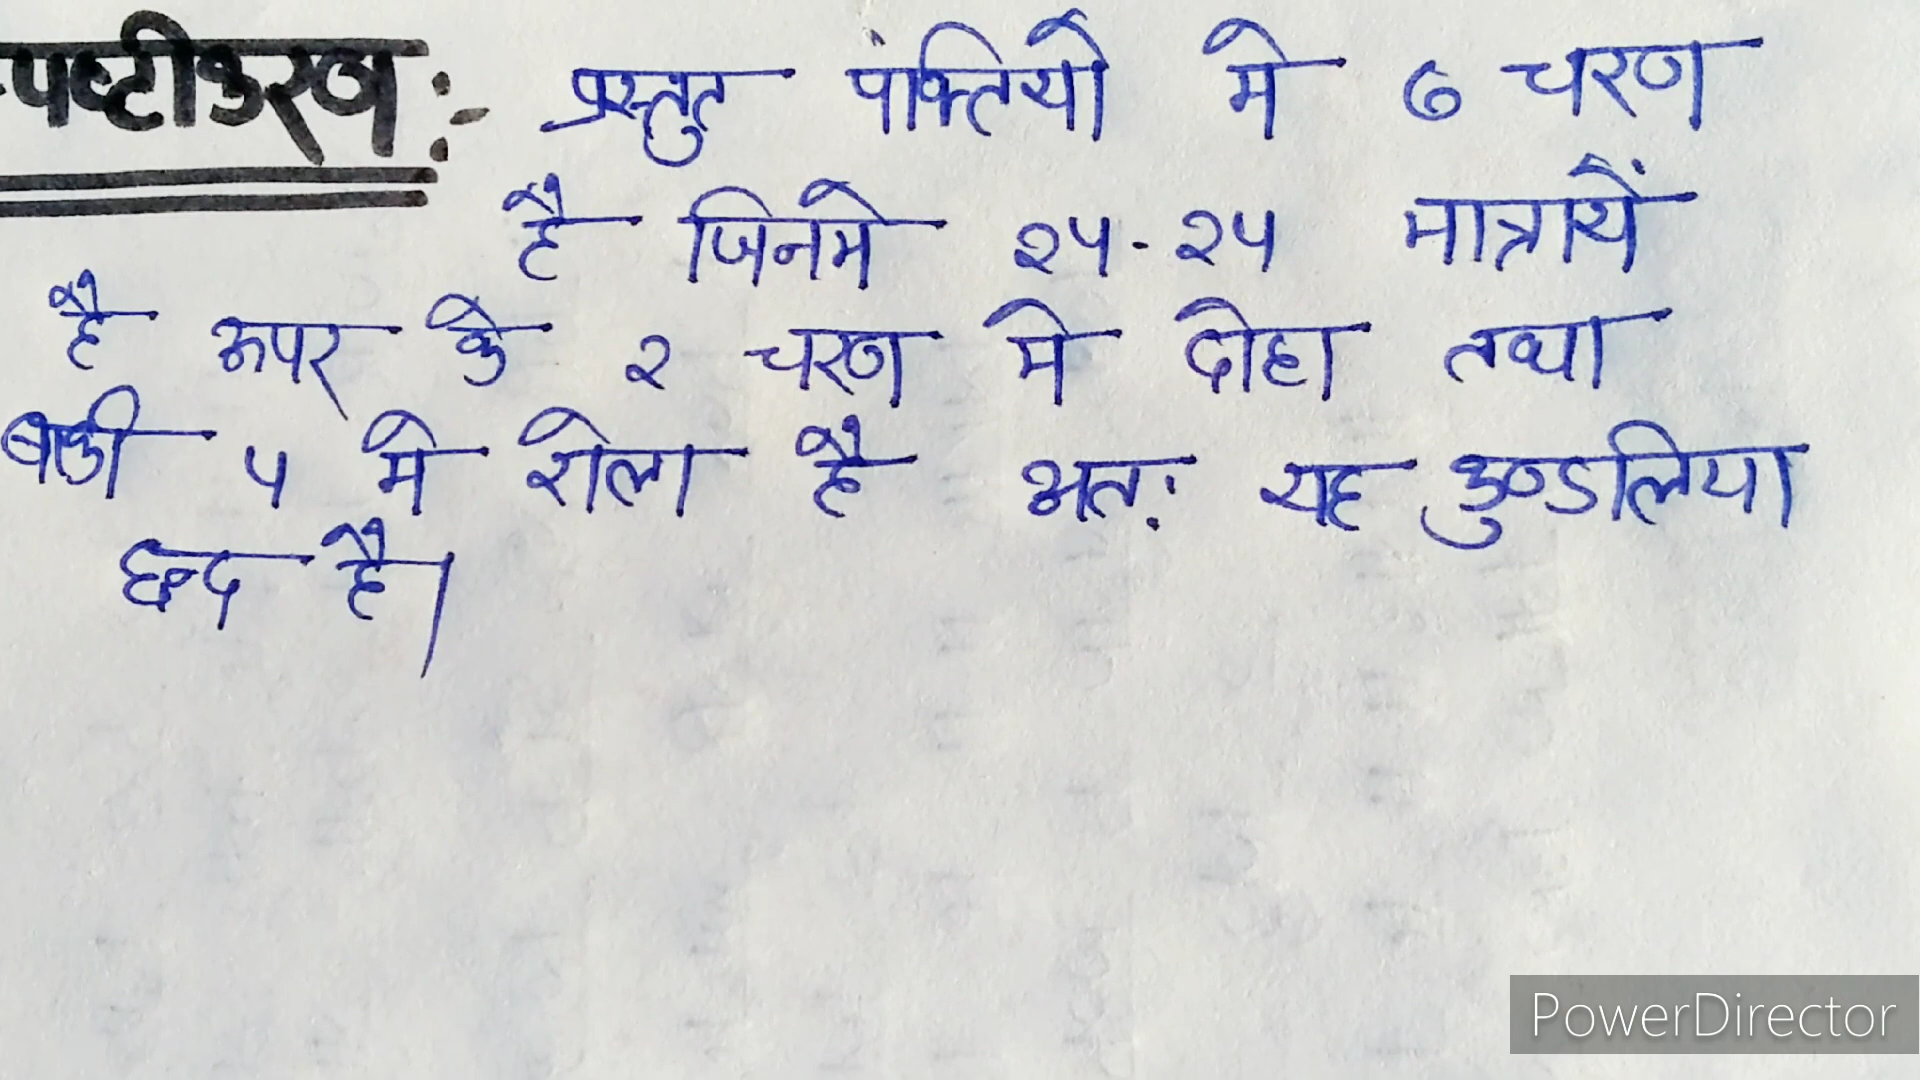 पष्टीकरण :- प्रस्तुत पंक्तियो मे 6 चरण
है जिनमे 24-24 मात्रायें
है ऊपर के 2 चरण मे दोहा तथा
बाकी 4 मे रोला है अतः यह कुण्डलिया
छन्द है।
PowerDirector